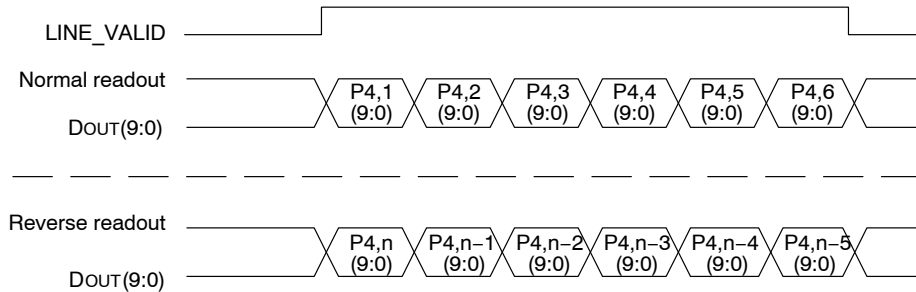 LINE_VALID
Normal readout
P4,1 P4,2 P4,3 P4,4 P4,5 P4,6
(9:0) (9:0) (9:0) (9:0) (9:0) (9:0)
DOUT(9:0)
Reverse readout
P4,n P4,n−1 P4,n−2 P4,n−3 P4,n−4 P4,n−5
(9:0) (9:0) (9:0) (9:0) (9:0) (9:0)
DOUT(9:0)